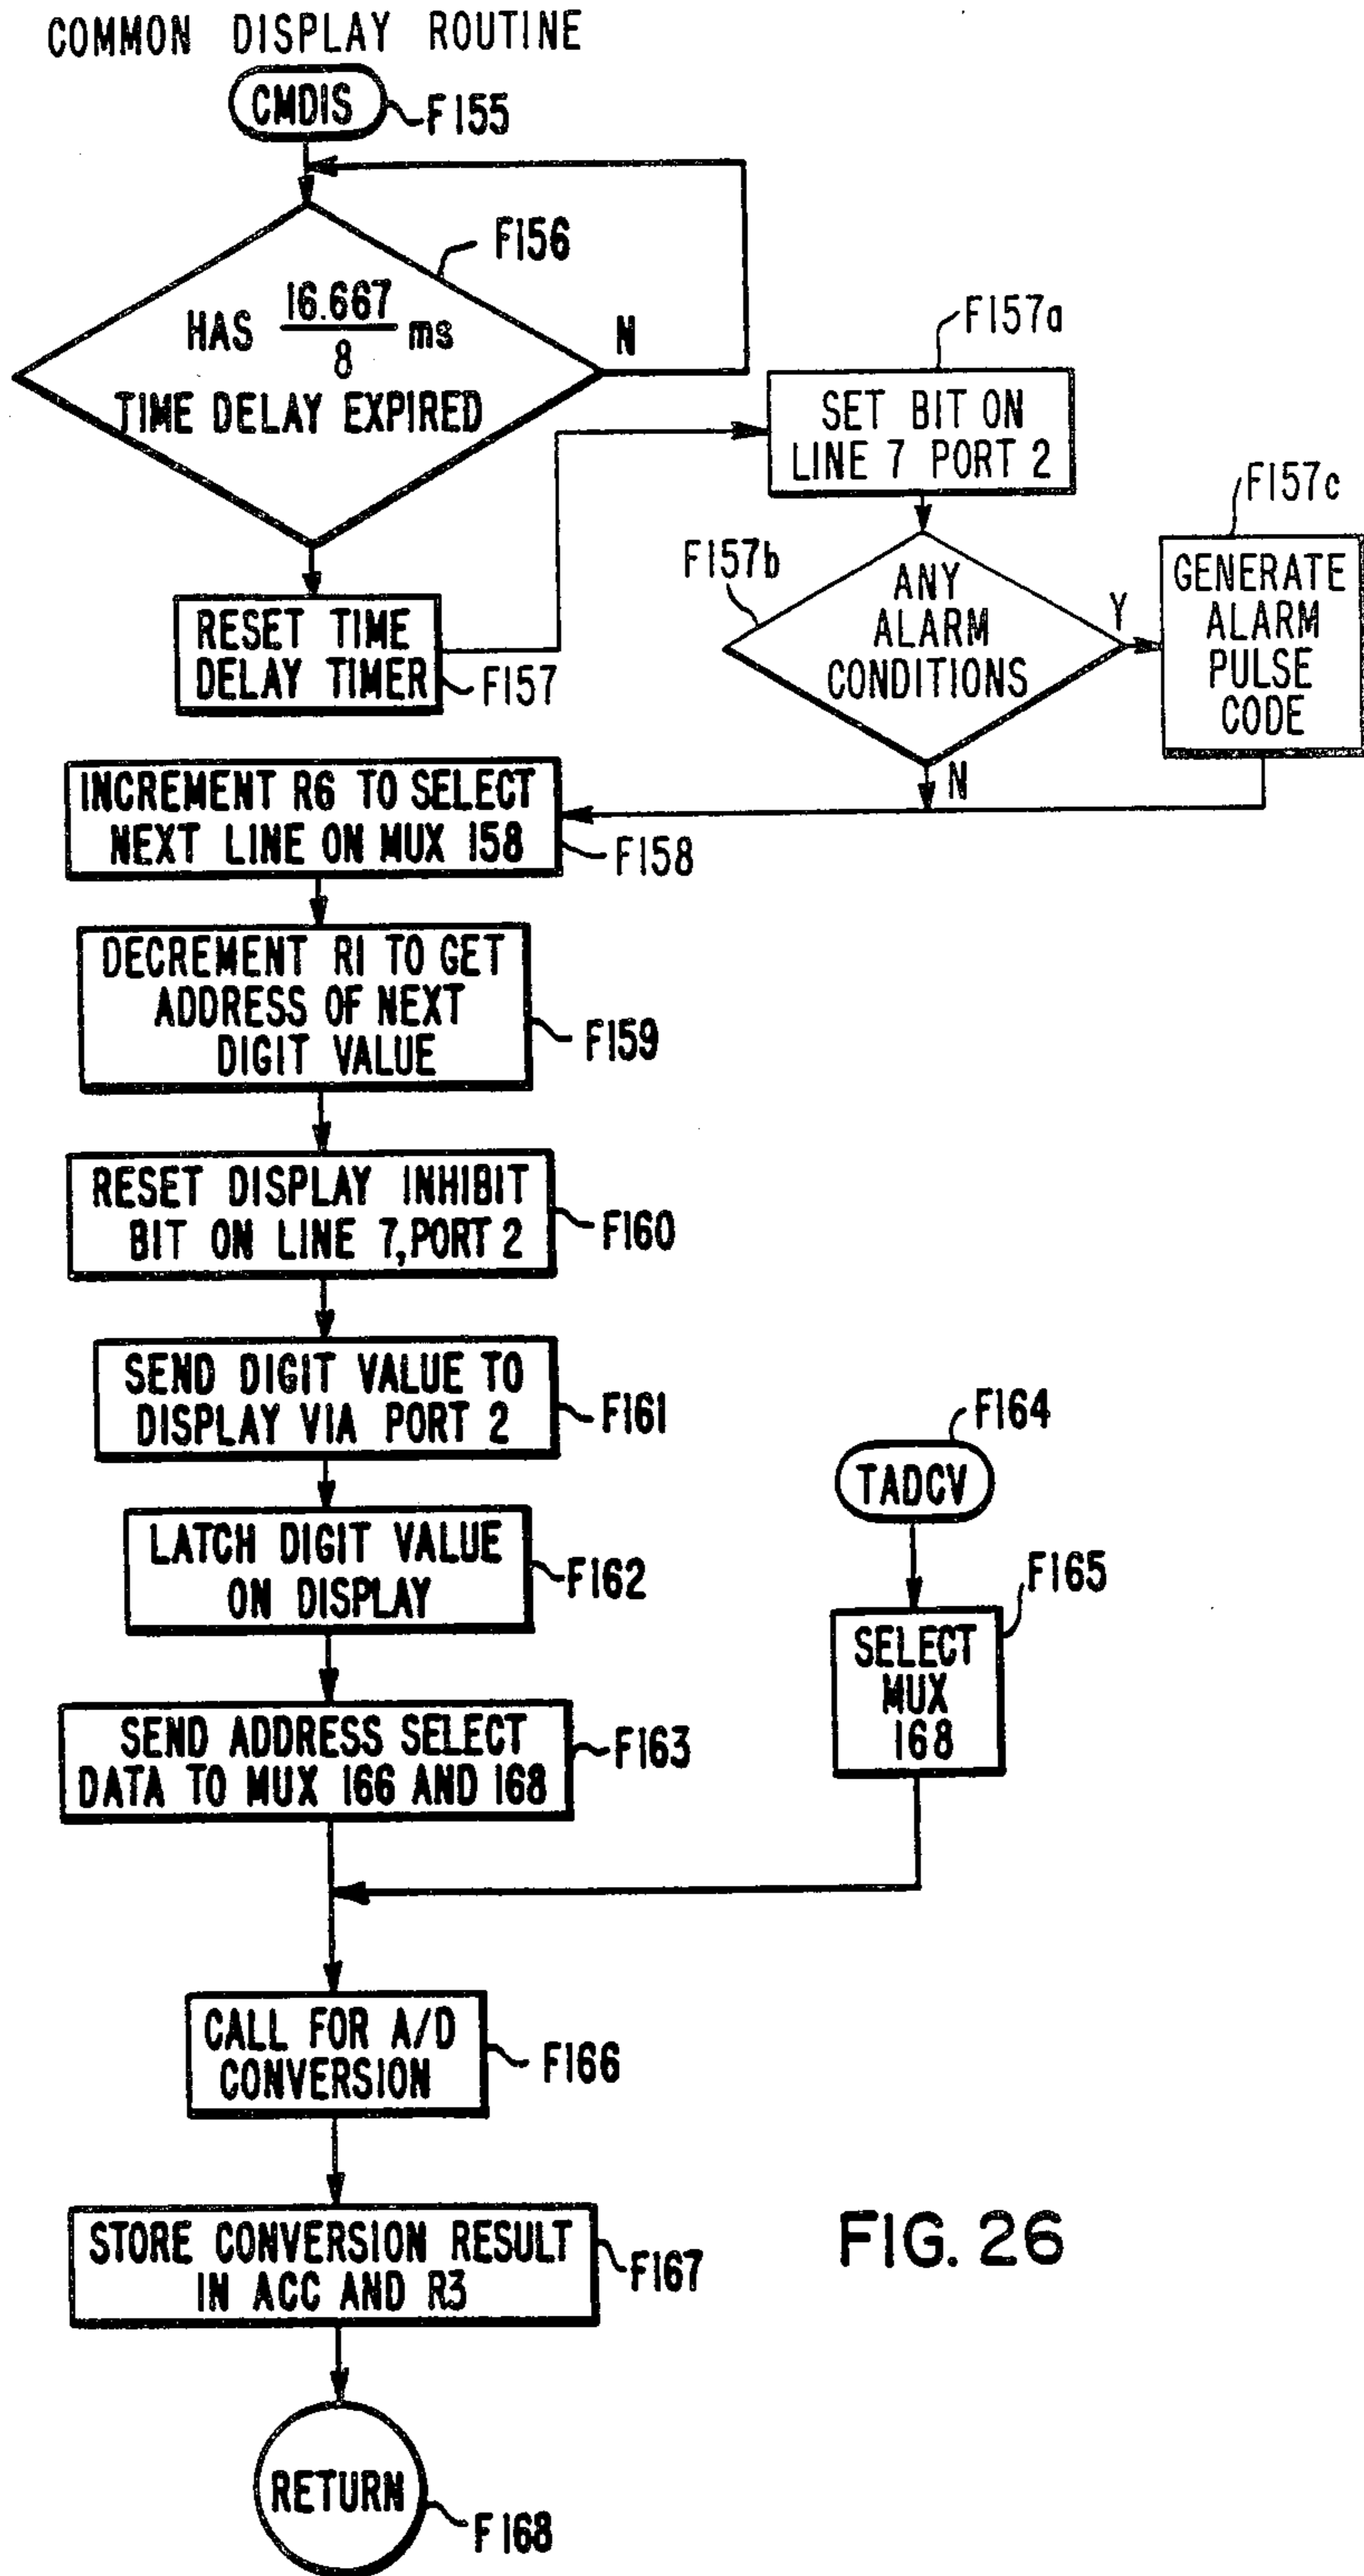 COMMON DISPLAY ROUTINE
CMDIS
F155
F156
HAS 16.667/8 ms
TIME DELAY EXPIRED
N
RESET TIME
DELAY TIMER
F157
F157a
SET BIT ON
LINE 7 PORT 2
F157b
ANY
ALARM
CONDITIONS
Y
N
F157c
GENERATE
ALARM
PULSE
CODE
INCREMENT R6 TO SELECT
NEXT LINE ON MUX 158
F158
DECREMENT R1 TO GET
ADDRESS OF NEXT
DIGIT VALUE
F159
RESET DISPLAY INHIBIT
BIT ON LINE 7, PORT 2
F160
SEND DIGIT VALUE TO
DISPLAY VIA PORT 2
F161
LATCH DIGIT VALUE
ON DISPLAY
F162
SEND ADDRESS SELECT
DATA TO MUX 166 AND 168
F163
F164
TADCV
F165
SELECT
MUX
168
CALL FOR A/D
CONVERSION
F166
STORE CONVERSION RESULT
IN ACC AND R3
F167
RETURN
F168
FIG. 26